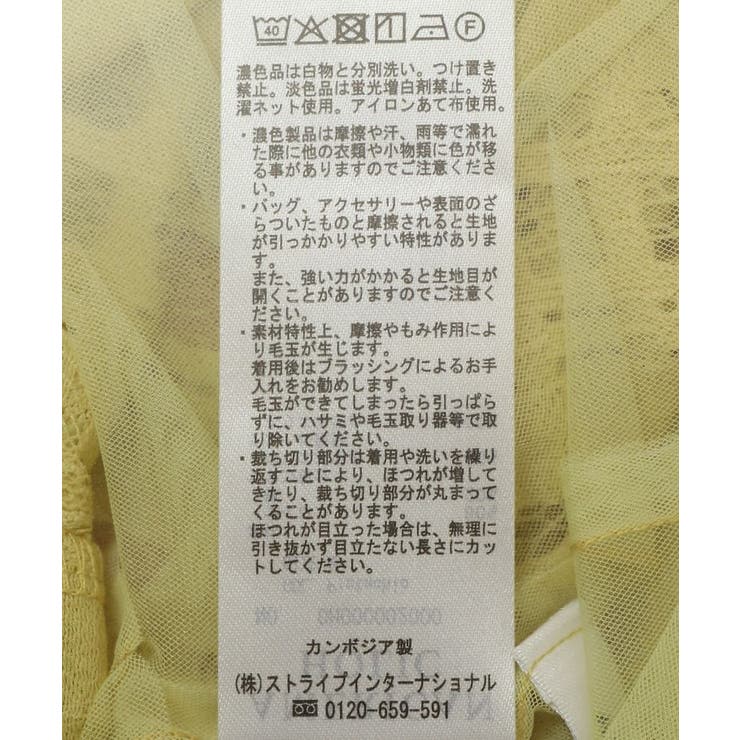 40 F
濃色品は白物と分別洗い。つけ置き
禁止。淡色品は蛍光増白剤禁止。洗
濯ネット使用。アイロンあて布使用。
・濃色製品は摩擦や汗、雨等で濡れ
た際に他の衣類や小物類に色が移
る事がありますのでご注意くださ
い。
・バッグ、アクセサリーや表面のざ
らついたものと摩擦されると生地
が引っかかりやすい特性がありま
す。
また、強い力がかかると生地目が
開くことがありますのでご注意く
ださい。
・素材特性上、摩擦やもみ作用によ
り毛玉が生じます。
着用後はブラッシングによるお手
入れをお勧めします。
毛玉ができてしまったら引っぱら
ずに、ハサミや毛玉取り器等で取
り除いてください。
・裁ち切り部分は着用や洗いを繰り
返すことにより、ほつれが増して
きたり、裁ち切り部分が丸まって
くることがあります。
ほつれが目立った場合は、無理に
引き抜かず目立たない長さにカッ
トしてください。
カンボジア製
(株)ストライプインターナショナル
0120-659-591